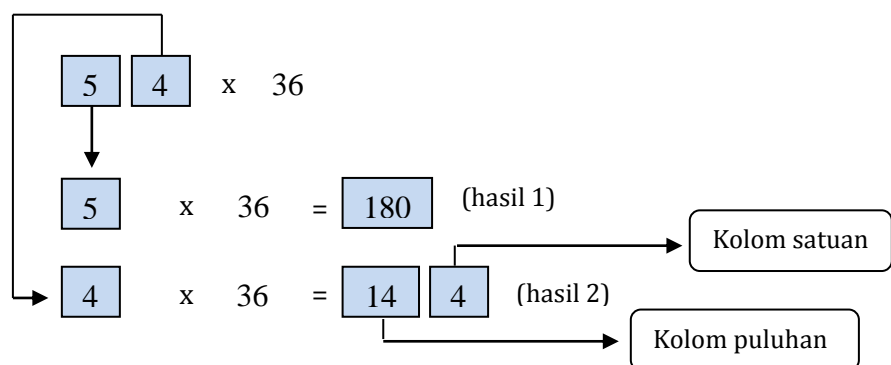 5 4 x 36
5 x 36 = 180 (hasil 1)
Kolom satuan
4 x 36 = 14 4 (hasil 2)
Kolom puluhan